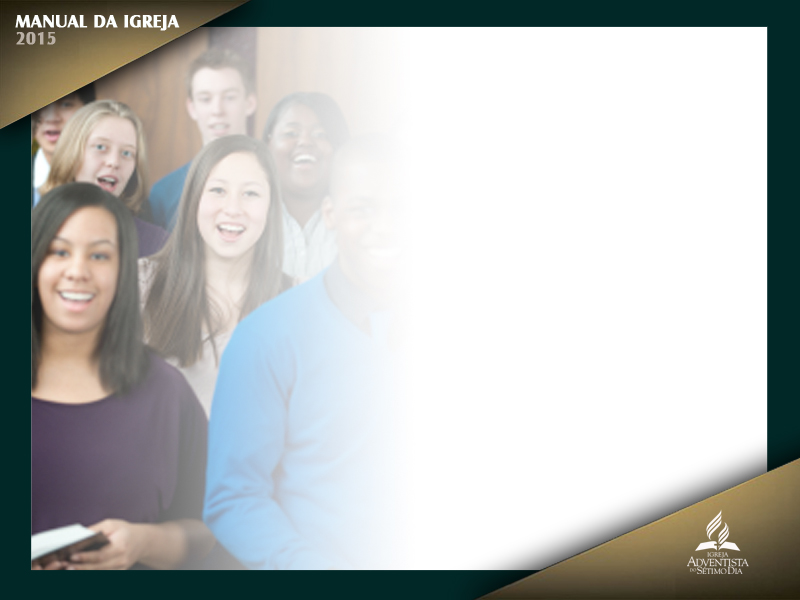 MANUAL DA IGREJA
2015
IGREJA
ADVENTISTA
DO SÉTIMO DIA